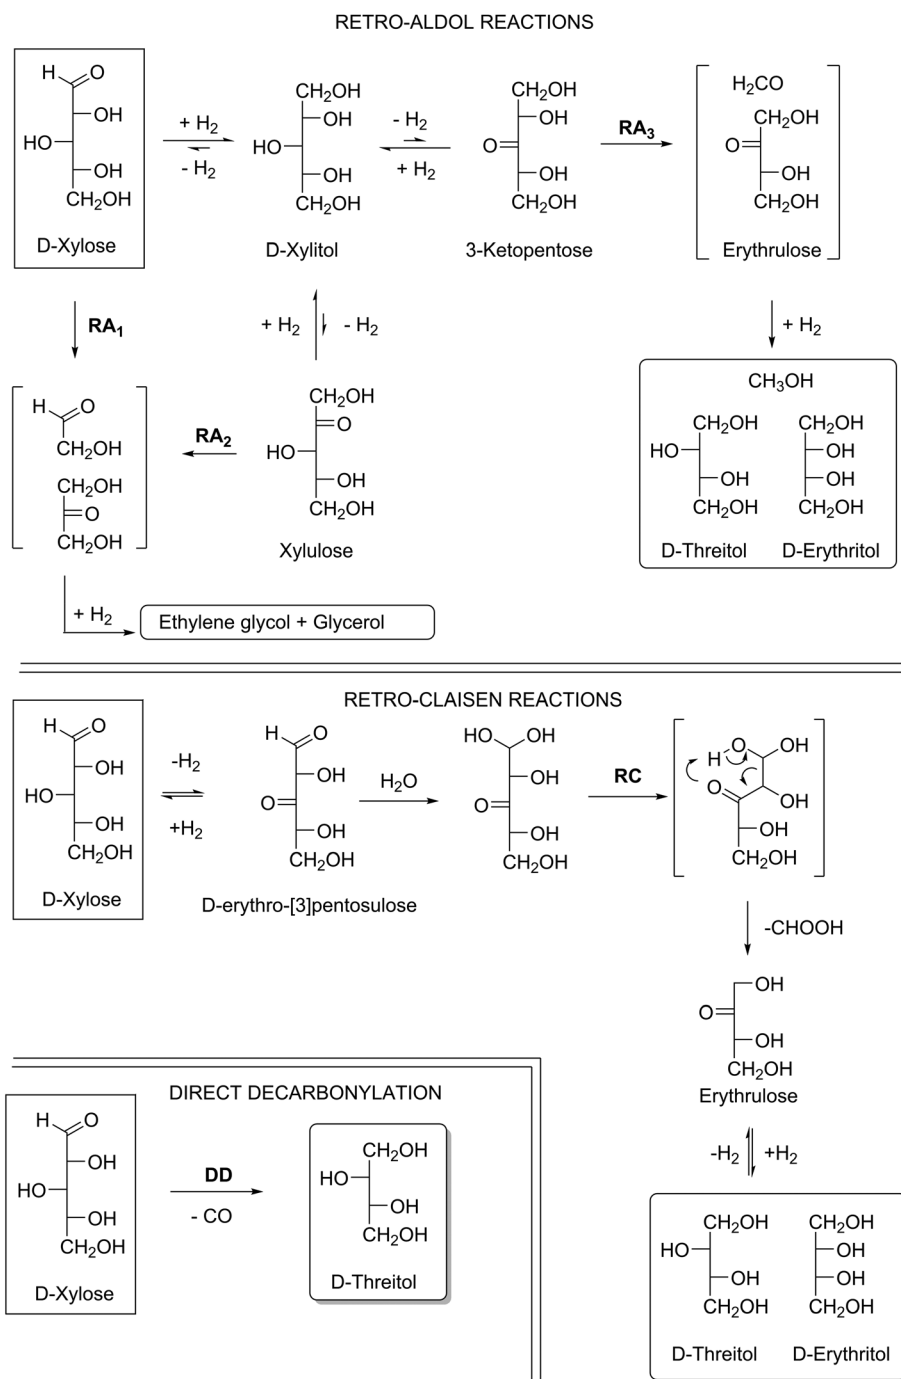 RETRO-ALDOL REACTIONS
H O
OH
HO
OH
CH2OH
D-Xylose
+ H2
- H2
CH2OH
OH
HO
OH
CH2OH
D-Xylitol
- H2
+ H2
CH2OH
OH
O
OH
CH2OH
3-Ketopentose
RA3
H2CO
CH2OH
O
OH
CH2OH
Erythrulose
RA1
+ H2
- H2
+ H2
H O
CH2OH
CH2OH
O
CH2OH
RA2
CH2OH
O
HO
OH
CH2OH
Xylulose
CH3OH
CH2OH
HO
OH
CH2OH
D-Threitol
CH2OH
OH
OH
CH2OH
D-Erythritol
+ H2
Ethylene glycol + Glycerol
RETRO-CLAISEN REACTIONS
H O
OH
HO
OH
CH2OH
D-Xylose
-H2
+H2
H O
OH
O
OH
CH2OH
D-erythro-[3]pentosulose
H2O
HO OH
OH
O
OH
CH2OH
RC
H O OH
O
OH
OH
CH2OH
-CHOOH
OH
O
OH
CH2OH
Erythrulose
-H2 +H2
CH2OH
HO
OH
CH2OH
D-Threitol
CH2OH
OH
OH
CH2OH
D-Erythritol
DIRECT DECARBONYLATION
H O
OH
HO
OH
CH2OH
D-Xylose
DD
- CO
CH2OH
HO
OH
CH2OH
D-Threitol